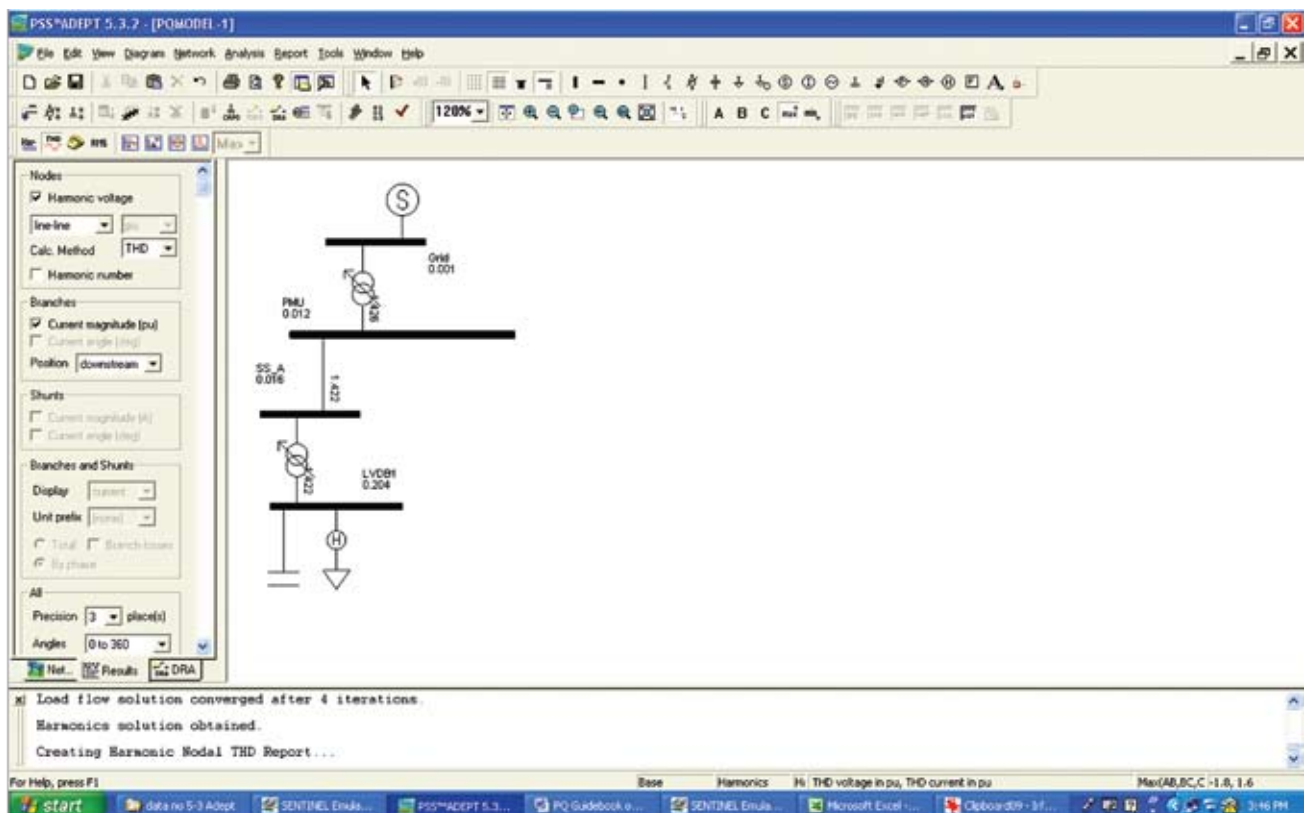 PSS™ADEPT 5.3.2 - [PQMODEL-1]
File Edit View Diagram Network Analysis Report Tools Window Help
120%
A B C
Max
Nodes
Harmonic voltage
line-line pu
Calc. Method THD
Harmonic number
Branches
Current magnitude (pu)
Current angle (deg)
Position downstream
Shunts
Current magnitude (A)
Current angle (deg)
Branches and Shunts
Display current
Unit prefix (none)
Total Branch losses
By phase
All
Precision 3 place(s)
Angles 0 to 360
Net... Results DRA
S
Grid
0.001
PMU
0.012
SS_A
0.016
1.422
LVDB1
0.204
H
Load flow solution converged after 4 iterations.
Harmonics solution obtained.
Creating Harmonic Nodal THD Report...
For Help, press F1 Base Harmonics THD voltage in pu, THD current in pu Max(AB,BC,C -1.8, 1.6
start data no 5-3 Adept SENTINEL Emula... PSS™ADEPT 5.3... PQ Guidebook o... SENTINEL Emula... Microsoft Excel -... 3:46 PM